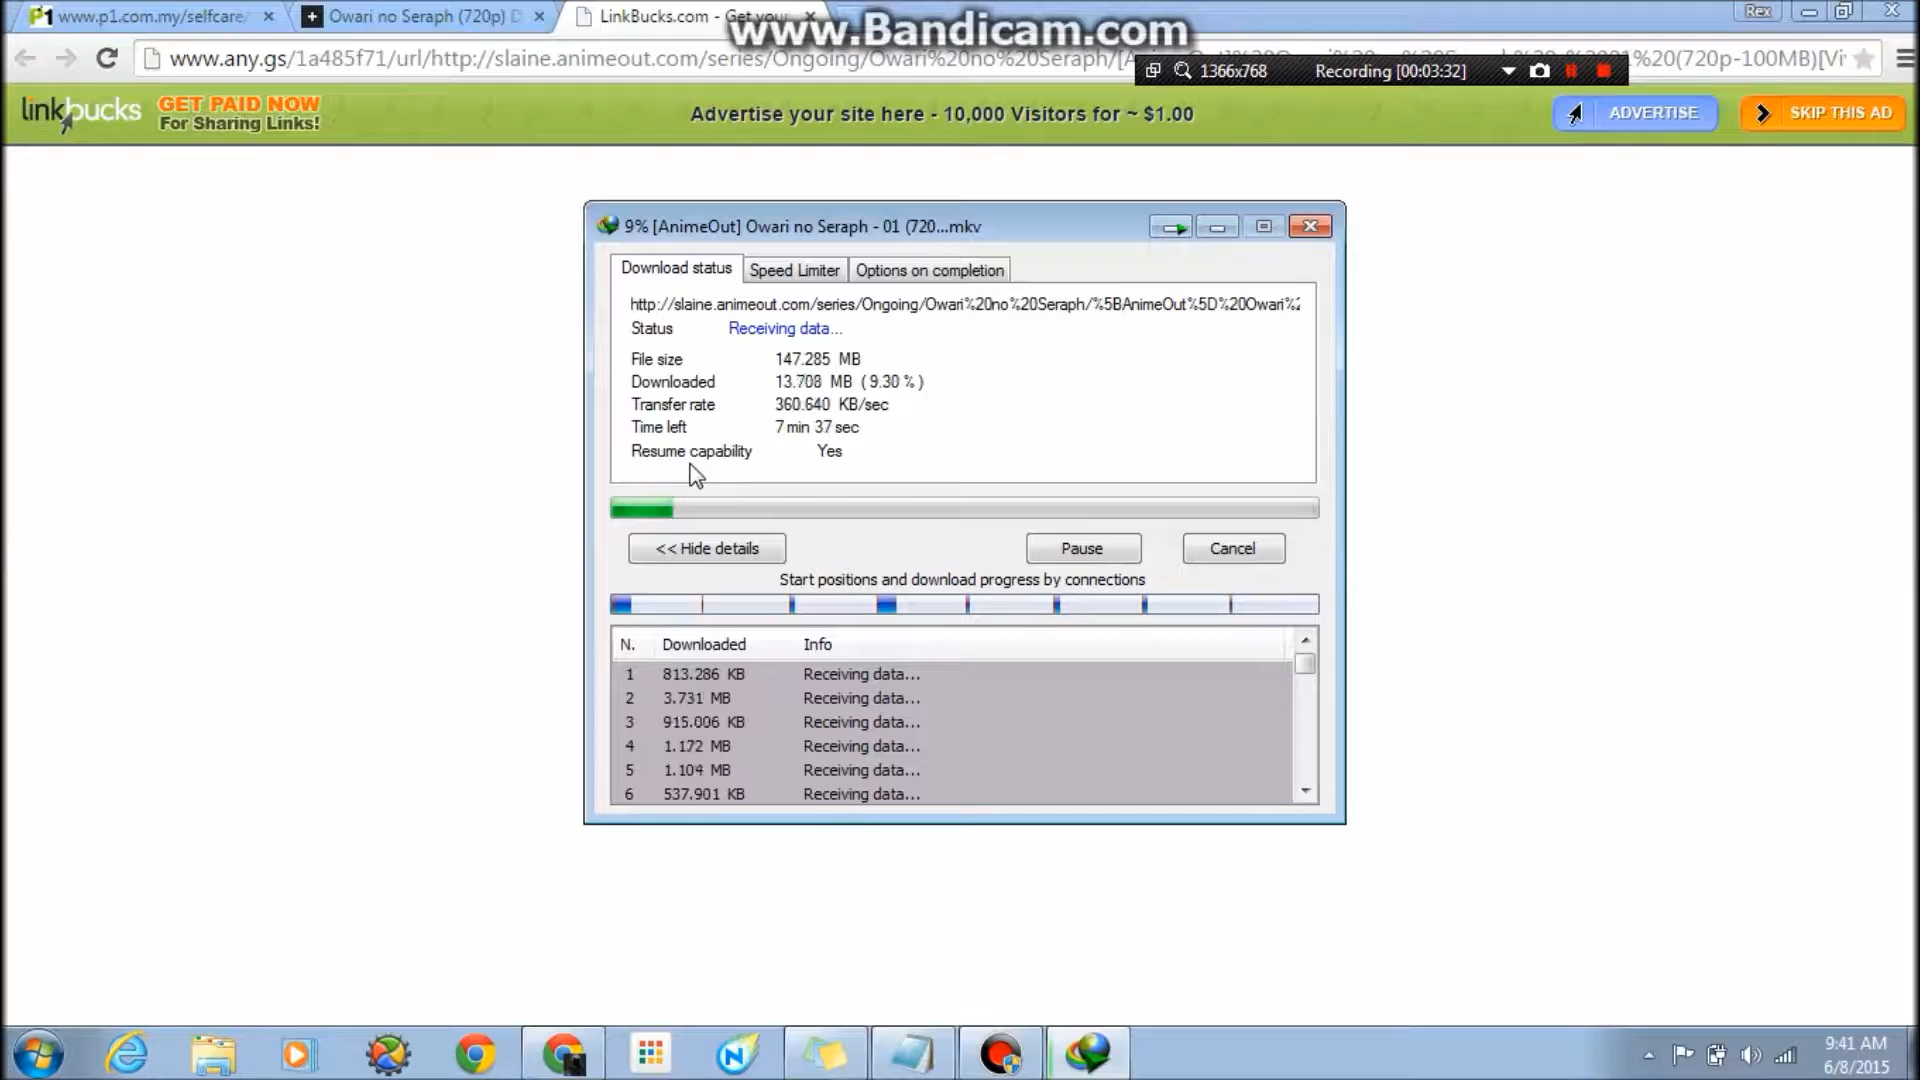 www.p1.com.my/selfcare/
Owari no Seraph (720p) D
LinkBucks.com - Get your
www.Bandicam.com
Rex
www.any.gs/1a485f71/url/http://slaine.animeout.com/series/Ongoing/Owari%20no%20Seraph/[A
%20(720p-100MB)[Vi
1366x768
Recording [00:03:32]
linkbucks
GET PAID NOW
For Sharing Links!
Advertise your site here - 10,000 Visitors for ~ $1.00
ADVERTISE
SKIP THIS AD
9% [AnimeOut] Owari no Seraph - 01 (720...mkv
Download status
Speed Limiter
Options on completion
http://slaine.animeout.com/series/Ongoing/Owari%20no%20Seraph/%5BAnimeOut%5D%20Owari%2
Status Receiving data...
File size 147.285 MB
Downloaded 13.708 MB ( 9.30 % )
Transfer rate 360.640 KB/sec
Time left 7 min 37 sec
Resume capability Yes
<< Hide details
Pause
Cancel
Start positions and download progress by connections
N. Downloaded Info
1 813.286 KB Receiving data...
2 3.731 MB Receiving data...
3 915.006 KB Receiving data...
4 1.172 MB Receiving data...
5 1.104 MB Receiving data...
6 537.901 KB Receiving data...
9:41 AM
6/8/2015